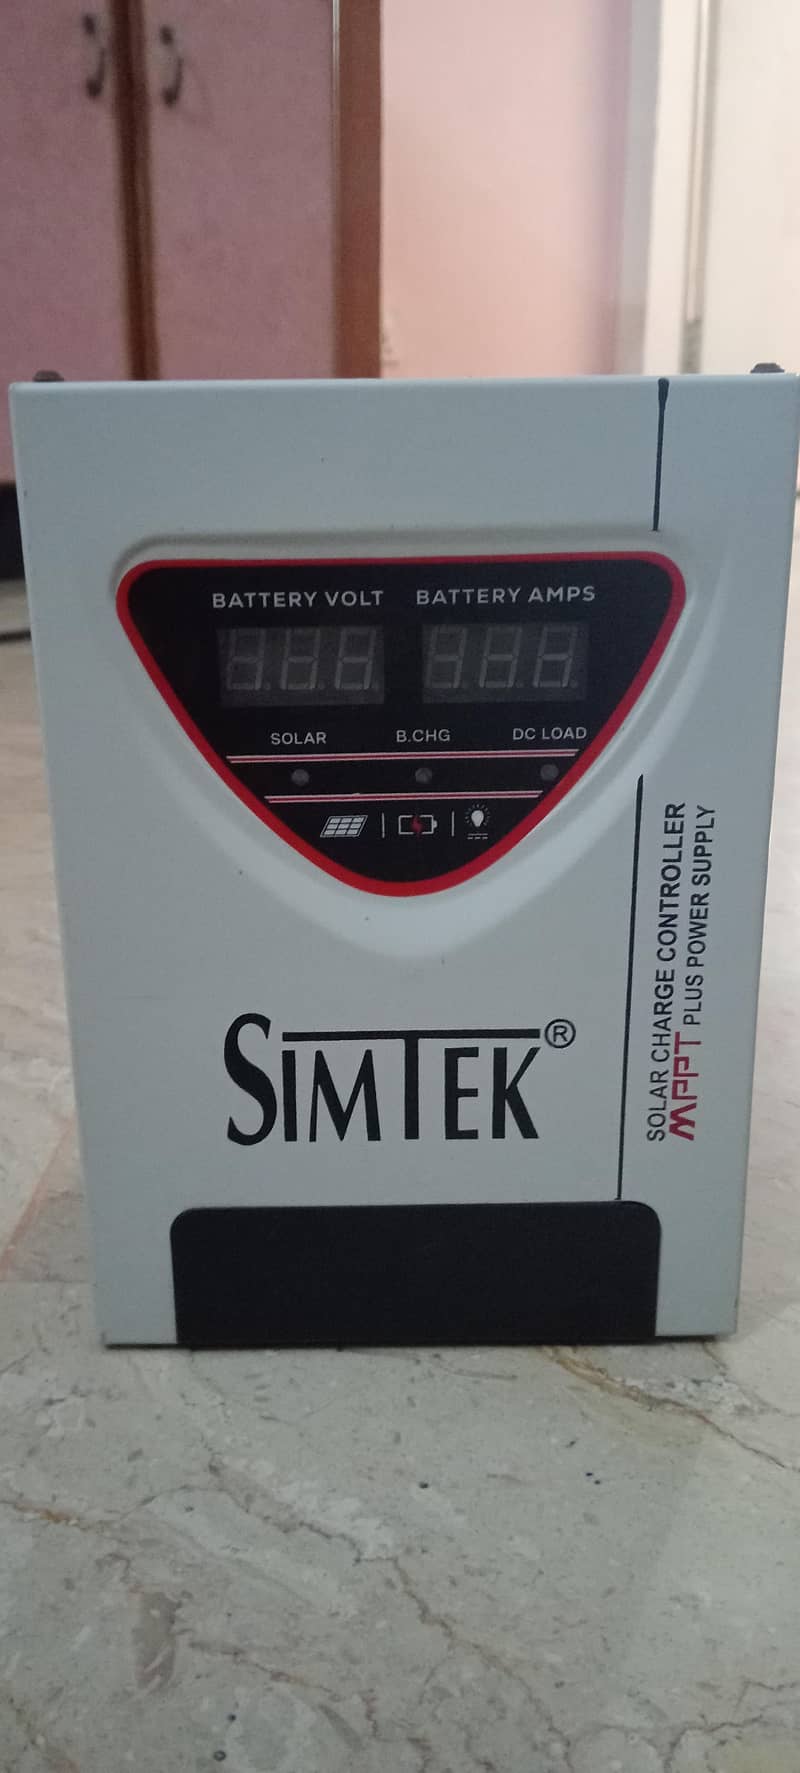 BATTERY VOLT BATTERY AMPS
SOLAR B.CHG DC LOAD
SIMTEK®
SOLAR CHARGE CONTROLLER
MPPT PLUS POWER SUPPLY